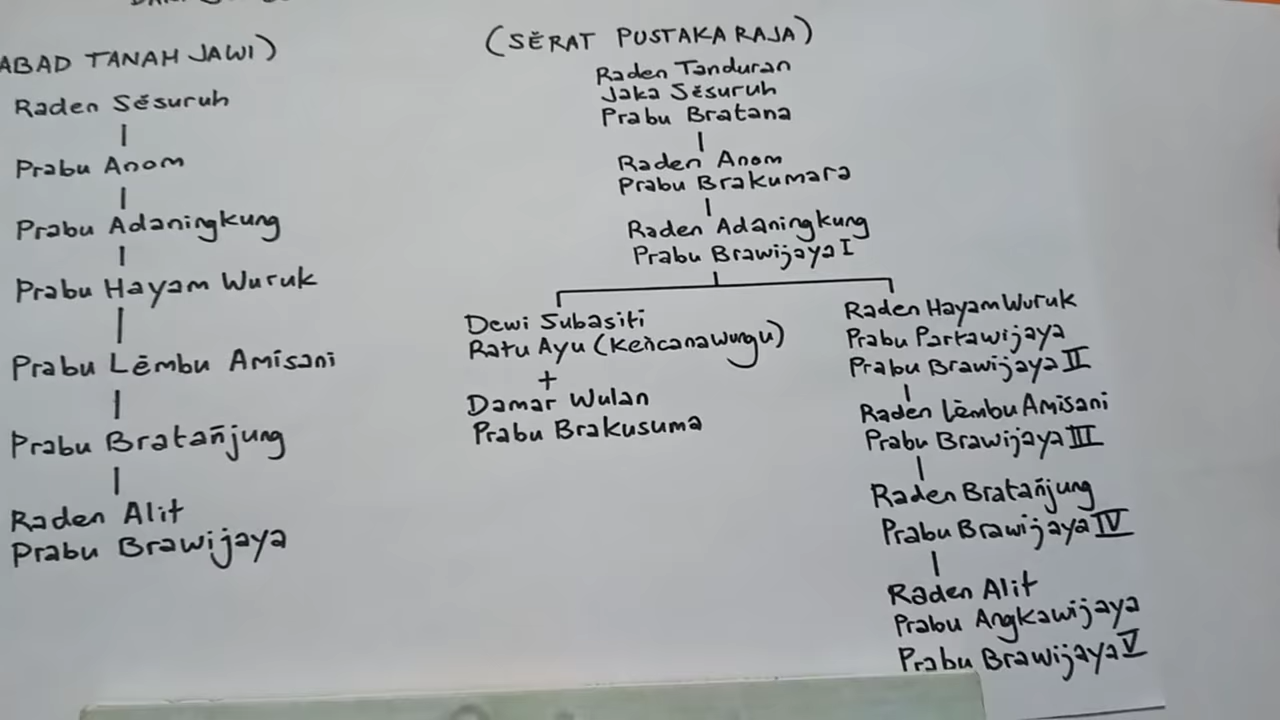 ABAD TANAH JAWI)
Raden Sĕsuruh
Prabu Anom
Prabu Adaningkung
Prabu Hayam Wuruk
Prabu Lĕmbu Amisani
Prabu Bratañjung
Raden Alit
Prabu Brawijaya
(SĔRAT PUSTAKA RAJA)
Raden Tanduran
Jaka Sĕsuruh
Prabu Bratana
Raden Anom
Prabu Brakumara
Raden Adaningkung
Prabu Brawijaya I
Dewi Subasiti
Ratu Ayu (Keñcanawungu)
+
Damar Wulan
Prabu Brakusuma
Raden Hayam Wuruk
Prabu Partawijaya
Prabu Brawijaya II
Raden Lĕmbu Amisani
Prabu Brawijaya III
Raden Bratañjung
Prabu Brawijaya IV
Raden Alit
Prabu Angkawijaya
Prabu Brawijaya V